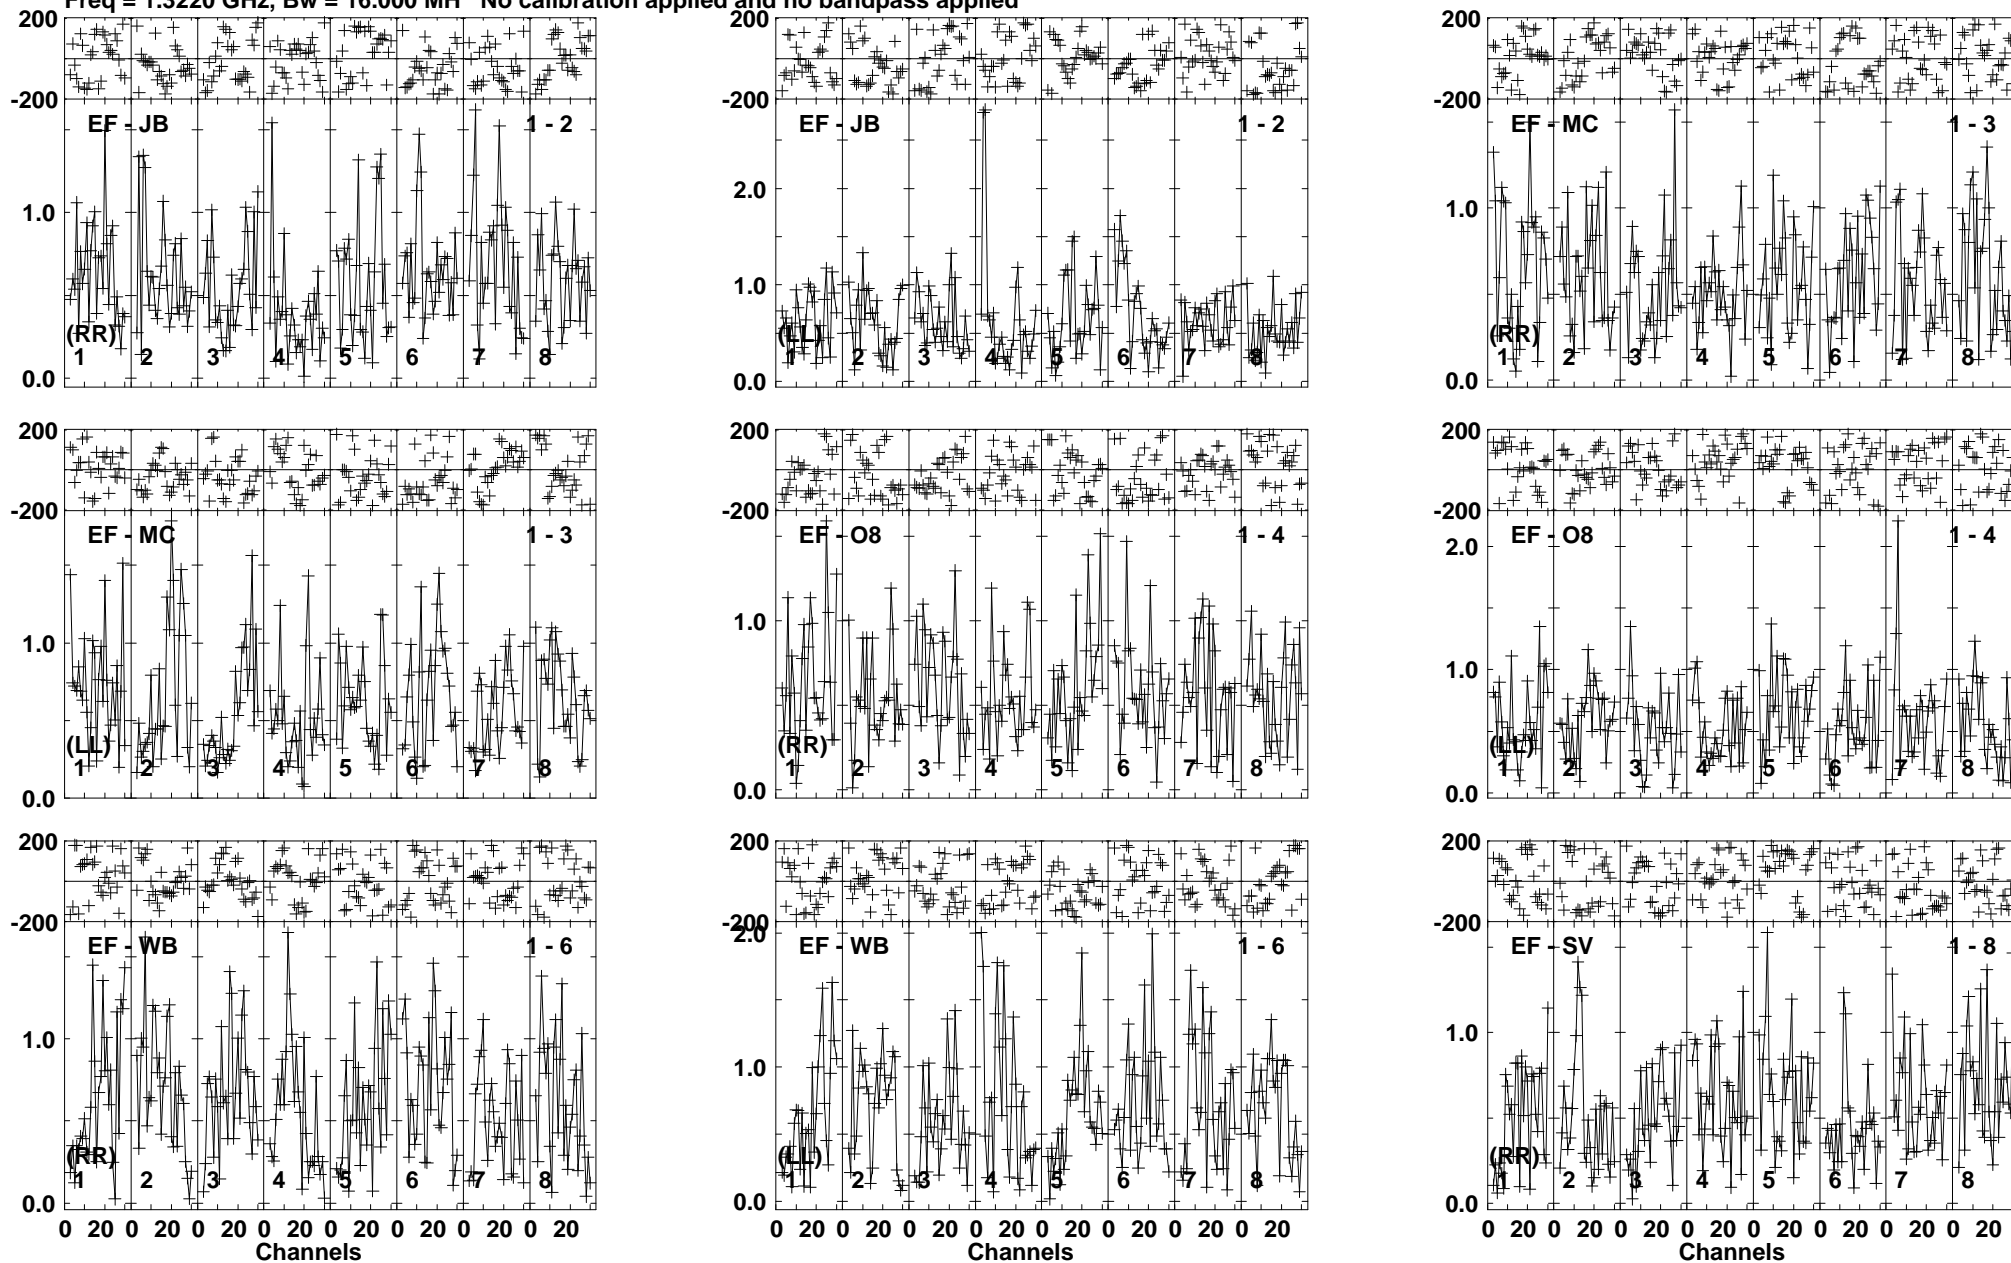 Freq = 1.3220 GHz, Bw = 16.000 MH No calibration applied and no bandpass applied
200
-200
EF - JB 1 - 2
1.0
0.0
(RR)
1 2 3 4 5 6 7 8
200
-200
EF - JB 1 - 2
2.0
1.0
0.0
(LL)
1 2 3 4 5 6 7 8
200
-200
EF - MC 1 - 3
1.0
0.0
(RR)
1 2 3 4 5 6 7 8
200
-200
EF - MC 1 - 3
1.0
0.0
(LL)
1 2 3 4 5 6 7 8
200
-200
EF - O8 1 - 4
1.0
0.0
(RR)
1 2 3 4 5 6 7 8
200
-200
EF - O8 1 - 4
2.0
1.0
0.0
(LL)
1 2 3 4 5 6 7 8
200
-200
EF - WB 1 - 6
1.0
0.0
(RR)
1 2 3 4 5 6 7 8
0 20 0 20 0 20 0 20 0 20 0 20 0 20 0 20
Channels
200
-200
EF - WB 1 - 6
2.0
1.0
0.0
(LL)
1 2 3 4 5 6 7 8
0 20 0 20 0 20 0 20 0 20 0 20 0 20 0 20
Channels
200
-200
EF - SV 1 - 8
1.0
0.0
(RR)
1 2 3 4 5 6 7 8
0 20 0 20 0 20 0 20 0 20 0 20 0 20 0 20
Channels